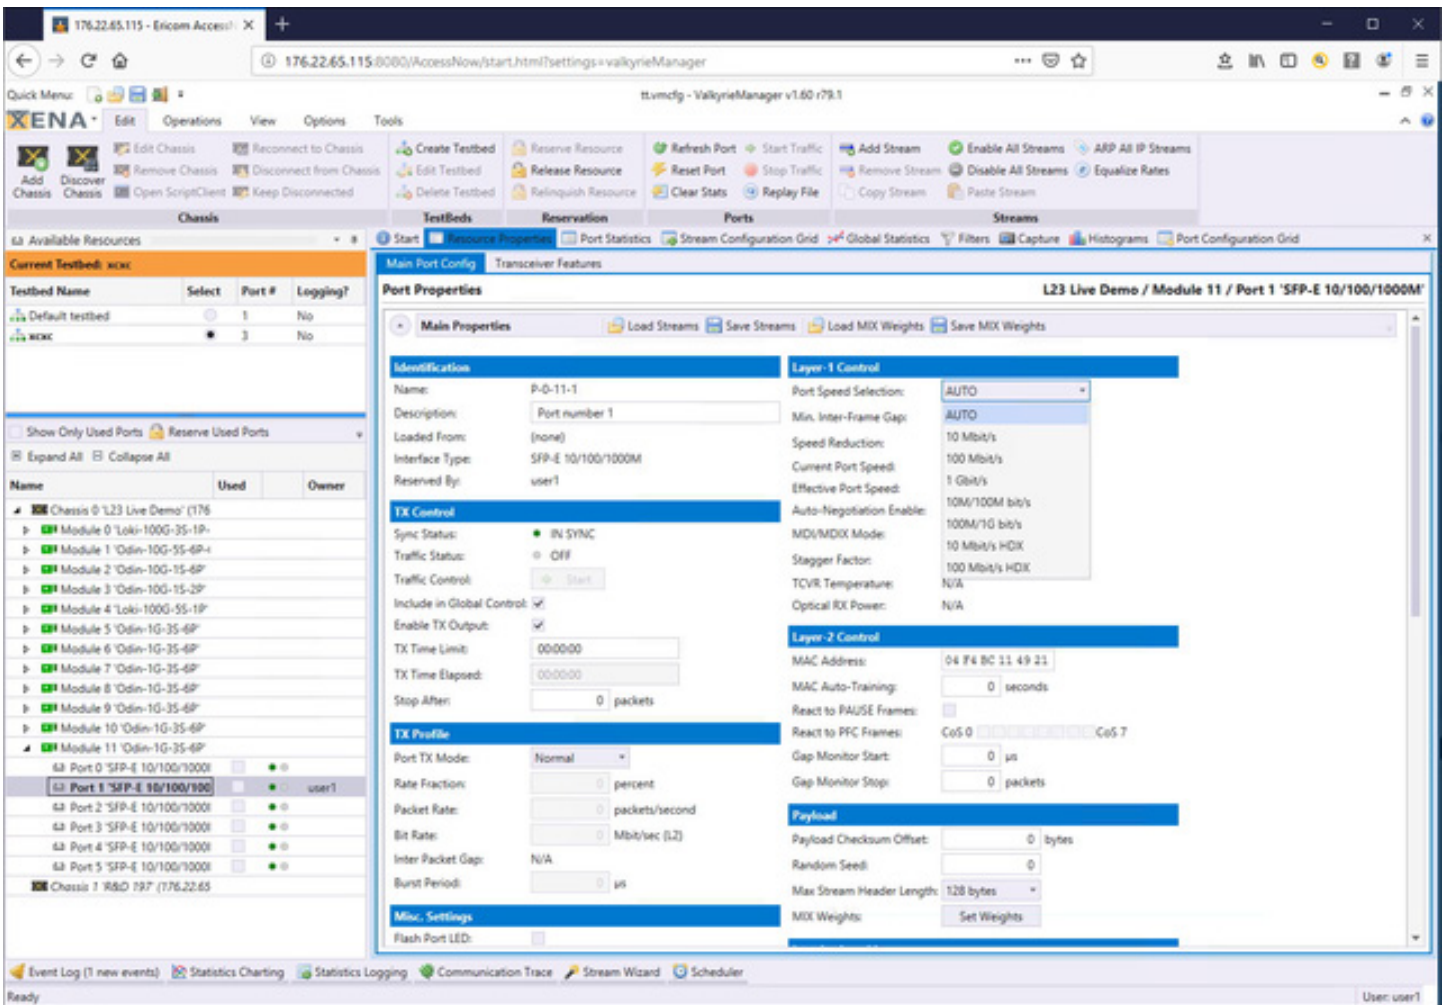 176.22.65.115 - Ericom Access
176.22.65.115:8080/AccessNow/start.html?settings=valkyrieManager
Quick Menu:
tt.vmcfg - ValkyrieManager v1.60 r79.1
XENA Edit Operations View Options Tools
Edit Chassis Reconnect to Chassis Create Testbed Reserve Resource Refresh Port Start Traffic Add Stream Enable All Streams ARP All IP Streams
Add Chassis Discover Chassis Remove Chassis Disconnect from Chassis Edit Testbed Release Resource Reset Port Stop Traffic Remove Stream Disable All Streams Equalize Rates
Open ScriptClient Keep Disconnected Delete Testbed Relinquish Resource Clear Stats Replay File Copy Stream Paste Stream
Chassis TestBeds Reservation Ports Streams
Available Resources
Start Resource Properties Port Statistics Stream Configuration Grid Global Statistics Filters Capture Histograms Port Configuration Grid
Current Testbed: xcxc
Testbed Name Select Port # Logging?
Default testbed 1 No
xcxc 3 No
Show Only Used Ports Reserve Used Ports
Expand All Collapse All
Name Used Owner
Chassis 0 'L23 Live Demo' (176
Module 0 'Loki-100G-3S-1P-
Module 1 'Odin-10G-5S-6P-
Module 2 'Odin-10G-1S-6P'
Module 3 'Odin-10G-1S-2P'
Module 4 'Loki-100G-5S-1P'
Module 5 'Odin-1G-3S-6P'
Module 6 'Odin-1G-3S-6P'
Module 7 'Odin-1G-3S-6P'
Module 8 'Odin-1G-3S-6P'
Module 9 'Odin-1G-3S-6P'
Module 10 'Odin-1G-3S-6P'
Module 11 'Odin-1G-3S-6P'
Port 0 'SFP-E 10/100/1000
Port 1 'SFP-E 10/100/100 user1
Port 2 'SFP-E 10/100/1000
Port 3 'SFP-E 10/100/1000
Port 4 'SFP-E 10/100/1000
Port 5 'SFP-E 10/100/1000
Chassis 1 'R&D 197' (176.22.65
Main Port Config Transceiver Features
Port Properties L23 Live Demo / Module 11 / Port 1 'SFP-E 10/100/1000M'
Main Properties Load Streams Save Streams Load MIX Weights Save MIX Weights
Identification
Name: P-0-11-1
Description: Port number 1
Loaded From: (none)
Interface Type: SFP-E 10/100/1000M
Reserved By: user1
TX Control
Sync Status: IN SYNC
Traffic Status: OFF
Traffic Control: Start
Include in Global Control:
Enable TX Output:
TX Time Limit: 00:00:00
TX Time Elapsed: 00:00:00
Stop After: 0 packets
TX Profile
Port TX Mode: Normal
Rate Fraction: 0 percent
Packet Rate: 0 packets/second
Bit Rate: 0 Mbit/sec (L2)
Inter Packet Gap: N/A
Burst Period: 0 µs
Misc. Settings
Flash Port LED:
Layer-1 Control
Port Speed Selection: AUTO
Min. Inter-Frame Gap: AUTO
10 Mbit/s
Speed Reduction:
100 Mbit/s
Current Port Speed:
1 Gbit/s
Effective Port Speed:
10M/100M bit/s
Auto-Negotiation Enable:
100M/1G bit/s
MDI/MDIX Mode:
10 Mbit/s HDX
Stagger Factor:
100 Mbit/s HDX
TCVR Temperature: N/A
Optical RX Power: N/A
Layer-2 Control
MAC Address: 04 F4 BC 11 49 21
MAC Auto-Training: 0 seconds
React to PAUSE Frames:
React to PFC Frames: CoS 0 CoS 7
Gap Monitor Start: 0 µs
Gap Monitor Stop: 0 packets
Payload
Payload Checksum Offset: 0 bytes
Random Seed: 0
Max Stream Header Length: 128 bytes
MIX Weights: Set Weights
Event Log (1 new events) Statistics Charting Statistics Logging Communication Trace Stream Wizard Scheduler
Ready User: user1